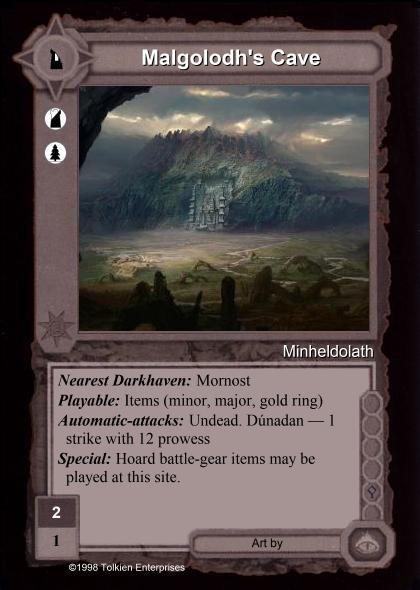 Malgolodh's Cave
Minheldolath
Nearest Darkhaven: Mornost
Playable: Items (minor, major, gold ring)
Automatic-attacks: Undead. Dúnadan — 1
strike with 12 prowess
Special: Hoard battle-gear items may be
played at this site.
2
1
Art by
©1998 Tolkien Enterprises